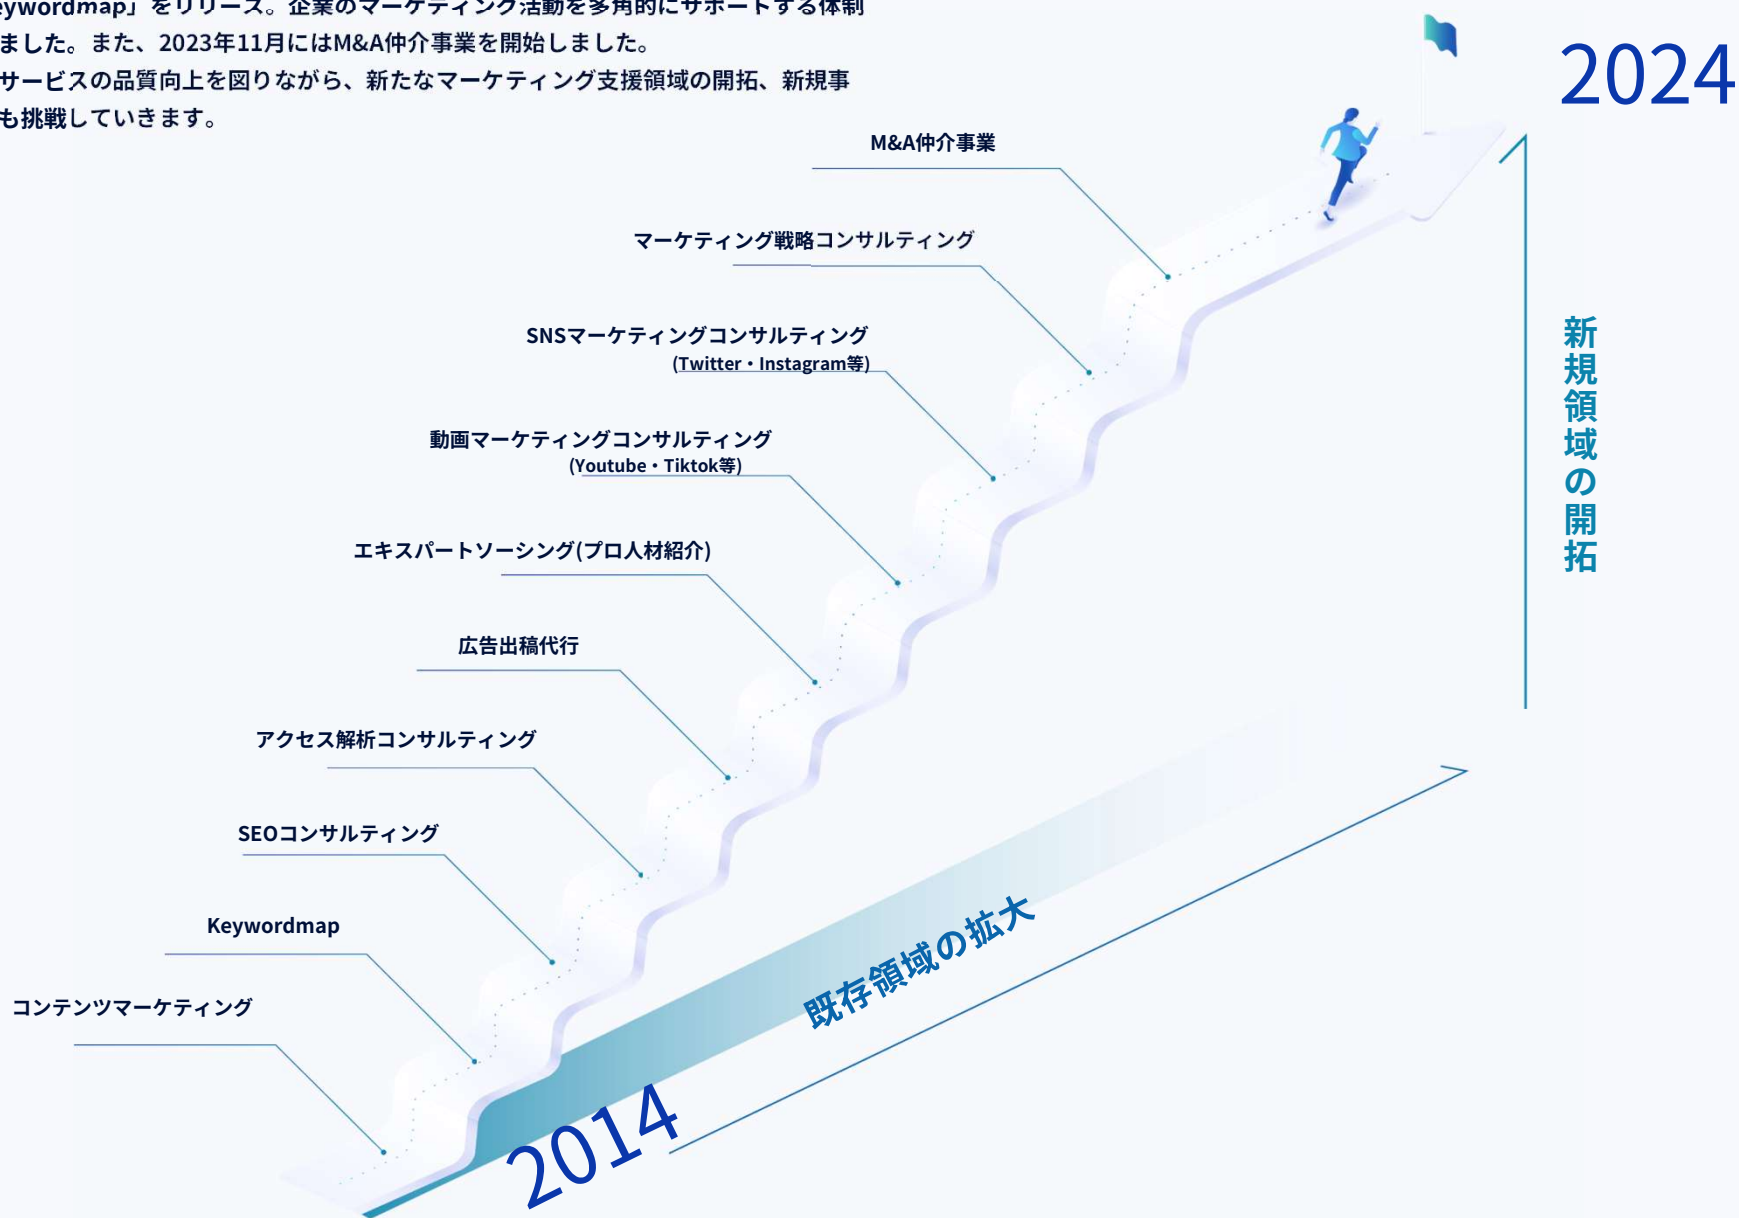 eywordmap」をリリース。企業のマーケティング活動を多角的にサポートする体制
ました。また、2023年11月にはM&A仲介事業を開始しました。
サービスの品質向上を図りながら、新たなマーケティング支援領域の開拓、新規事
も挑戦していきます。
2024
M&A仲介事業
マーケティング戦略コンサルティング
SNSマーケティングコンサルティング
(Twitter・Instagram等)
動画マーケティングコンサルティング
(Youtube・Tiktok等)
エキスパートソーシング(プロ人材紹介)
広告出稿代行
アクセス解析コンサルティング
SEOコンサルティング
Keywordmap
コンテンツマーケティング
新規領域の開拓
既存領域の拡大
2014